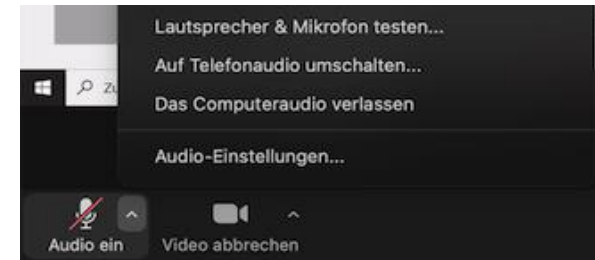 Lautsprecher & Mikrofon testen...
Auf Telefonaudio umschalten...
Das Computeraudio verlassen
Audio-Einstellungen...
Audio ein
Video abbrechen